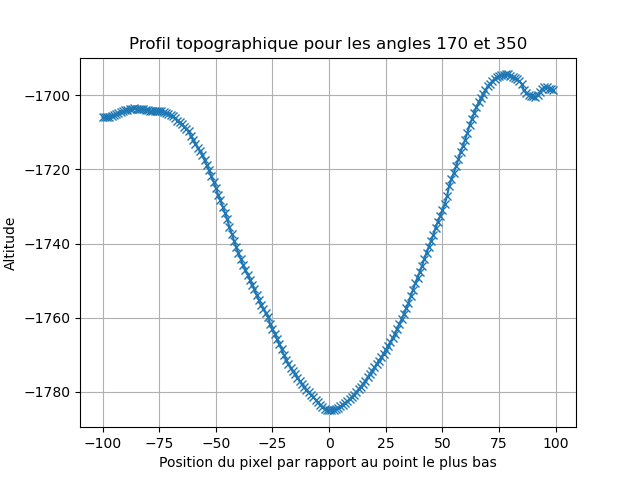 Profil topographique pour les angles 170 et 350
Altitude
−1700
−1720
−1740
−1760
−1780
−100 −75 −50 −25 0 25 50 75 100
Position du pixel par rapport au point le plus bas